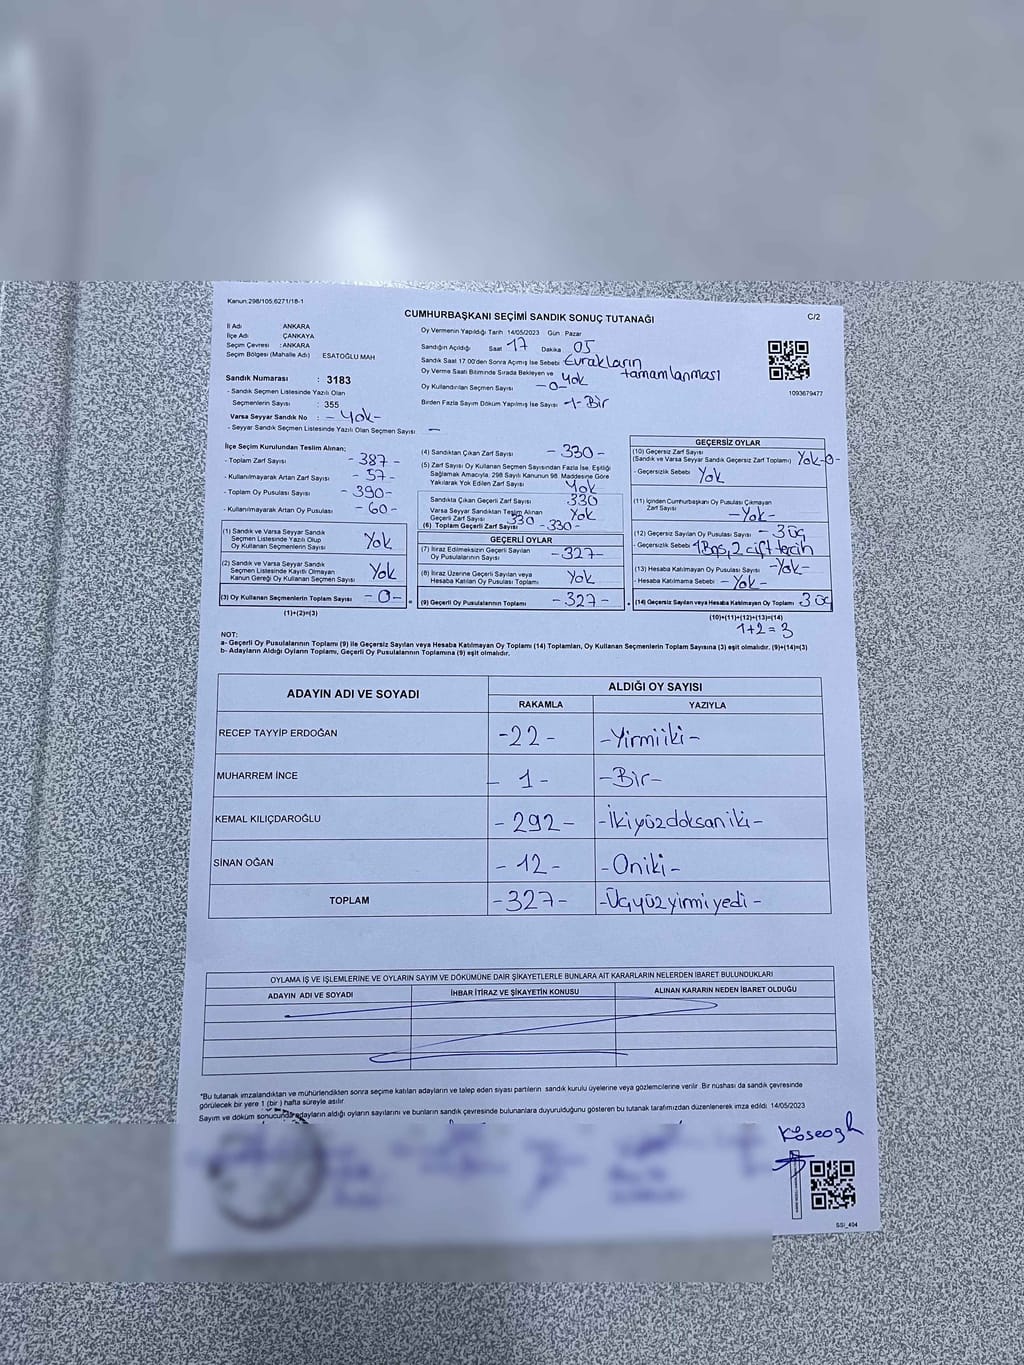 Kanun:298/105.6271/18-1
CUMHURBAŞKANI SEÇİMİ SANDIK SONUÇ TUTANAĞI
C/2
İl Adı ANKARA
İlçe Adı ÇANKAYA
Seçim Çevresi : ANKARA
Seçim Bölgesi (Mahalle Adı) ESATOĞLU MAH
Sandık Numarası : 3183
- Sandık Seçmen Listesinde Yazılı Olan
Seçmenlerin Sayısı : 355
Varsa Seyyar Sandık No : - Yok -
- Seyyar Sandık Seçmen Listesinde Yazılı Olan Seçmen Sayısı: -
Oy Vermenin Yapıldığı Tarih 14/05/2023 Gün : Pazar
Sandığın Açıldığı Saat 17 Dakika 05
Sandık Saat 17.00'den Sonra Açımış İse Sebebi Evrakların
tamamlanması
Oy Verme Saati Bitiminde Sırada Bekleyen ve Yok
Oy Kullandırılan Seçmen Sayısı -0-
Birden Fazla Sayım Döküm Yapılmış İse Sayısı -1- Bir
1093679477
İlçe Seçim Kurulundan Teslim Alınan;
- Toplam Zarf Sayısı - 387 -
- Kullanılmayarak Artan Zarf Sayısı - 57 -
- Toplam Oy Pusulası Sayısı - 390 -
- Kullanılmayarak Artan Oy Pusulası - 60 -
(1) Sandık ve Varsa Seyyar Sandık
Seçmen Listesinde Yazılı Olup
Oy Kullanan Seçmenlerin Sayısı Yok
(2) Sandık ve Varsa Seyyar Sandık
Seçmen Listesinde Kayıtlı Olmayan
Kanun Gereği Oy Kullanan Seçmen Sayısı Yok
(3) Oy Kullanan Seçmenlerin Toplam Sayısı - 0 -
(1)+(2)=(3)
(4) Sandıktan Çıkan Zarf Sayısı - 330 -
(5) Zarf Sayısı Oy Kullanan Seçmen Sayısından Fazla İse, Eşitliği
Sağlamak Amacıyla, 298 Sayılı Kanunun 98. Maddesine Göre
Yakılarak Yok Edilen Zarf Sayısı Yok
Sandıkta Çıkan Geçerli Zarf Sayısı 330
Varsa Seyyar Sandıktan Teslim Alınan
Geçerli Zarf Sayısı 330 Yok
(6) Toplam Geçerli Zarf Sayısı - 330 -
GEÇERLİ OYLAR
(7) İtiraz Edilmeksizin Geçerli Sayılan
Oy Pusulalarının Sayısı - 327 -
(8) İtiraz Üzerine Geçerli Sayılan veya
Hesaba Katılan Oy Pusulası Toplamı Yok
(9) Geçerli Oy Pusulalarının Toplamı - 327 -
GEÇERSİZ OYLAR
(10) Geçersiz Zarf Sayısı
(Sandık ve Varsa Seyyar Sandık Geçersiz Zarf Toplamı) Yok -0-
- Geçersizlik Sebebi Yok
(11) İçinden Cumhurbaşkanı Oy Pusulası Çıkmayan
Zarf Sayısı - Yok -
(12) Geçersiz Sayılan Oy Pusulası Sayısı - 3 üç
- Geçersizlik Sebebi 1 Boş, 2 çift tercih
(13) Hesaba Katılmayan Oy Pusulası Sayısı - Yok -
- Hesaba Katılmama Sebebi - Yok -
(14) Geçersiz Sayılan veya Hesaba Katılmayan Oy Toplamı 3 üç
(10)+(11)+(12)+(13)=(14)
1+2=3
NOT:
a- Geçerli Oy Pusulalarının Toplamı (9) ile Geçersiz Sayılan veya Hesaba Katılmayan Oy Toplamı (14) Toplamları, Oy Kullanan Seçmenlerin Toplam Sayısına (3) eşit olmalıdır. (9)+(14)=(3)
b- Adayların Aldığı Oyların Toplamı, Geçerli Oy Pusulalarının Toplamına (9) eşit olmalıdır.
ADAYIN ADI VE SOYADI ALDIĞI OY SAYISI
RAKAMLA YAZIYLA
RECEP TAYYİP ERDOĞAN - 22 - - Yirmiiki -
MUHARREM İNCE - 1 - - Bir -
KEMAL KILIÇDAROĞLU - 292 - - İkiyüzdoksaniki -
SİNAN OĞAN - 12 - - Oniki -
TOPLAM - 327 - - Üçyüzyirmiyedi -
OYLAMA İŞ VE İŞLEMLERİNE VE OYLARIN SAYIM VE DÖKÜMÜNE DAİR ŞİKAYETLERLE BUNLARA AİT KARARLARIN NELERDEN İBARET BULUNDUKLARI
ADAYIN ADI VE SOYADI İHBAR İTİRAZ VE ŞİKAYETİN KONUSU ALINAN KARARIN NEDEN İBARET OLDUĞU
*Bu tutanak imzalandıktan ve mühürlendikten sonra seçime katılan adayların ve talep eden siyasi partilerin sandık kurulu üyelerine veya gözlemcilerine verilir. Bir nüshası da sandık çevresinde
görülecek bir yere 1 (bir ) hafta süreyle asılır.
Sayım ve döküm sonucunda adayların aldığı oyların sayılarını ve bunların sandık çevresinde bulunanlara duyurulduğunu gösteren bu tutanak tarafımızdan düzenlenerek imza edildi. 14/05/2023
SSI_404